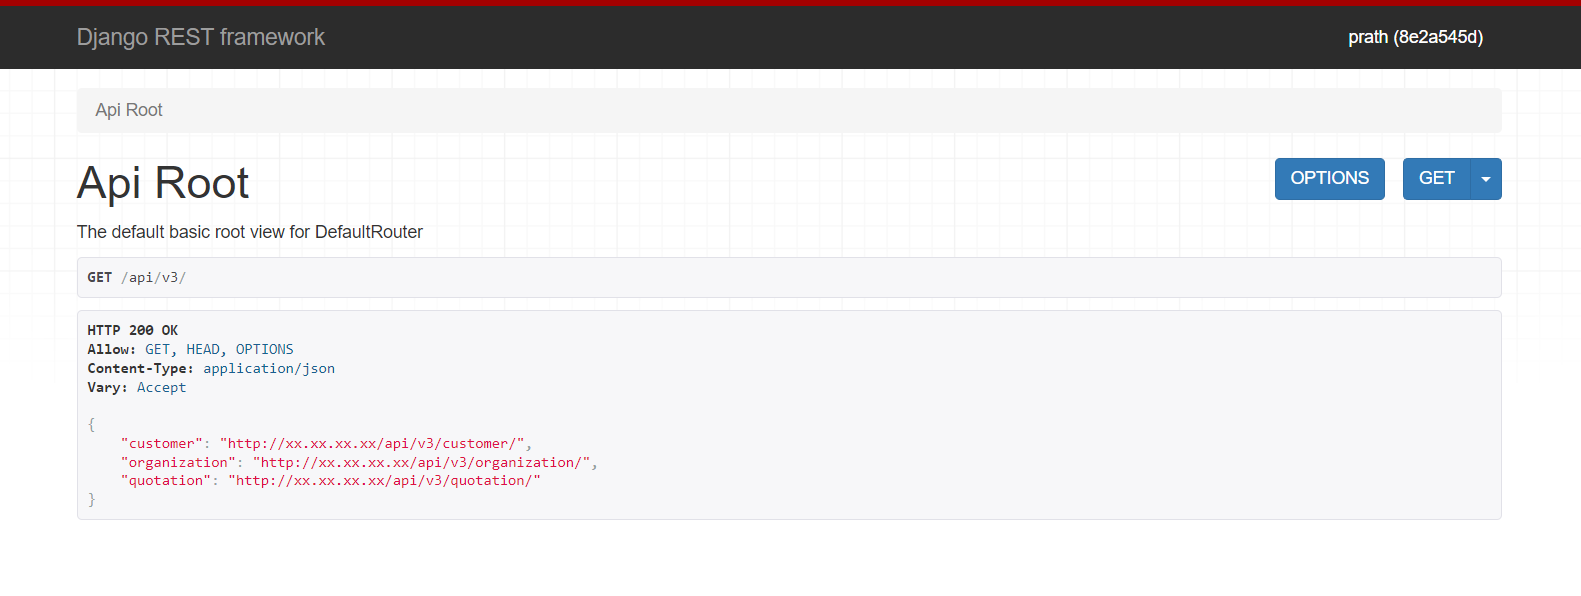 Django REST framework
prath (8e2a545d)
Api Root
Api Root
OPTIONS
GET
The default basic root view for DefaultRouter
GET /api/v3/
HTTP 200 OK
Allow: GET, HEAD, OPTIONS
Content-Type: application/json
Vary: Accept
{
    "customer": "http://xx.xx.xx.xx/api/v3/customer/",
    "organization": "http://xx.xx.xx.xx/api/v3/organization/",
    "quotation": "http://xx.xx.xx.xx/api/v3/quotation/"
}